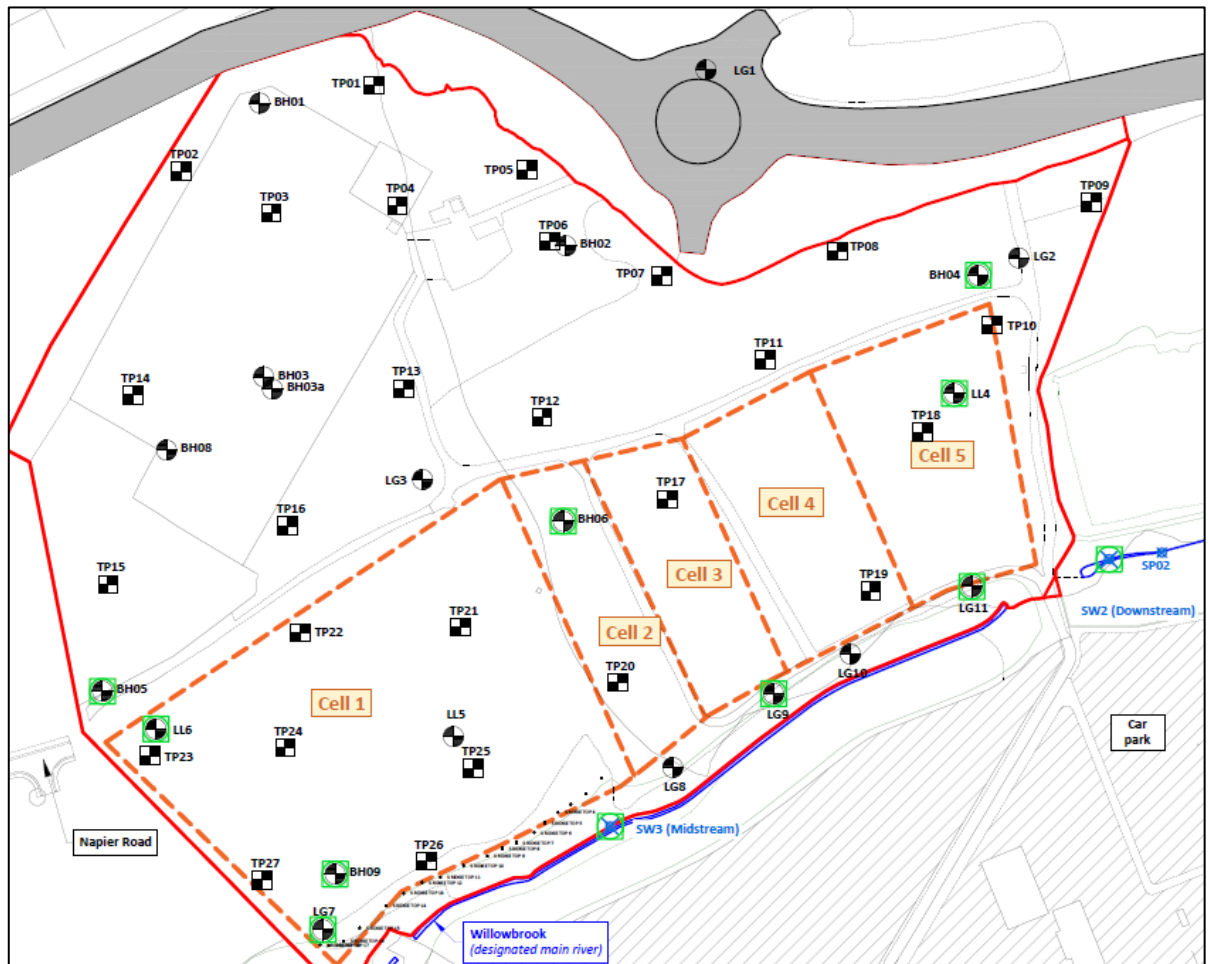 LG1
TP01
BH01
TP02
TP05
TP03
TP04
TP09
TP06
BH02
TP08
LG2
TP07
BH04
TP10
TP11
BH03
BH03a
TP14
TP13
LL4
TP12
TP18
BH08
Cell 5
LG3
TP17
Cell 4
TP16
BH06
SP02
TP15
Cell 3
TP19
LG11
SW2 (Downstream)
TP21
TP22
Cell 2
LG10
TP20
BH05
Cell 1
LG9
LL6
LL5
Car
park
TP24
TP23
TP25
LG8
SW3 (Midstream)
Napier Road
TP26
BH09
TP27
LG7
Willowbrook
(designated main river)